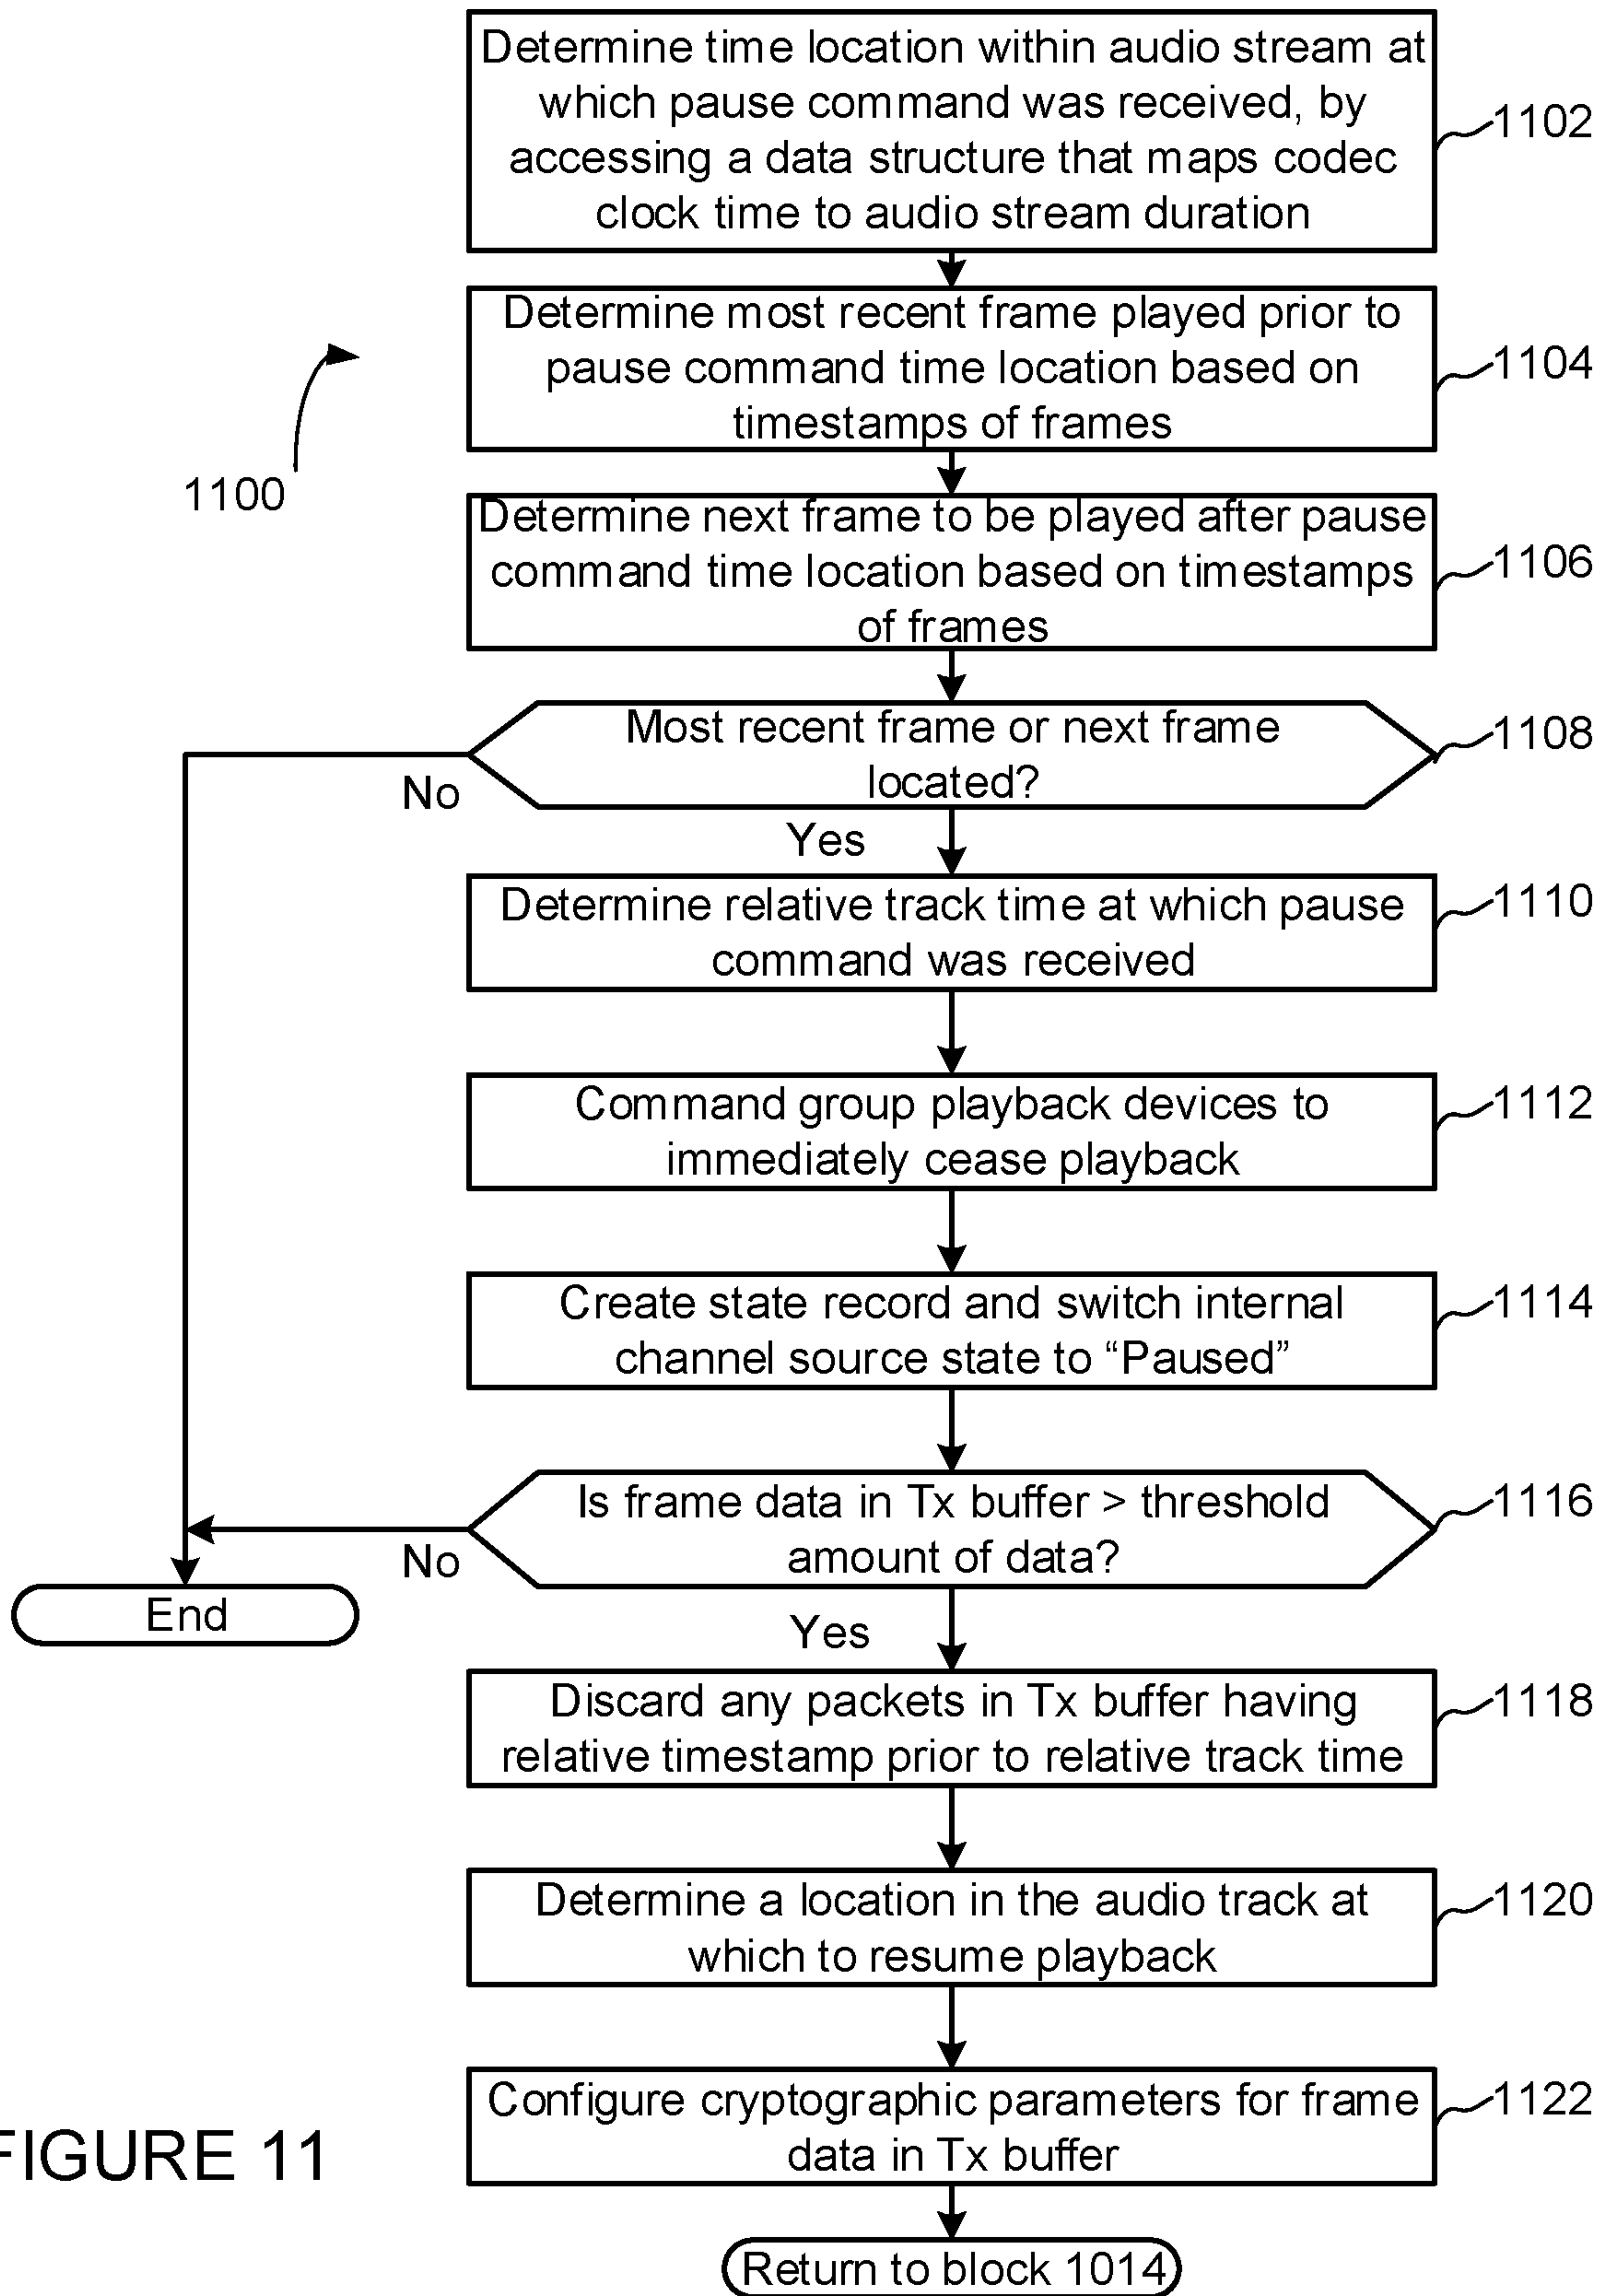 Determine time location within audio stream at
which pause command was received, by
accessing a data structure that maps codec
clock time to audio stream duration
1102
Determine most recent frame played prior to
pause command time location based on
timestamps of frames
1104
1100
Determine next frame to be played after pause
command time location based on timestamps
of frames
1106
Most recent frame or next frame
located?
1108
No
Yes
Determine relative track time at which pause
command was received
1110
Command group playback devices to
immediately cease playback
1112
Create state record and switch internal
channel source state to “Paused”
1114
Is frame data in Tx buffer > threshold
amount of data?
1116
No
End
Yes
Discard any packets in Tx buffer having
relative timestamp prior to relative track time
1118
Determine a location in the audio track at
which to resume playback
1120
Configure cryptographic parameters for frame
data in Tx buffer
1122
FIGURE 11
Return to block 1014